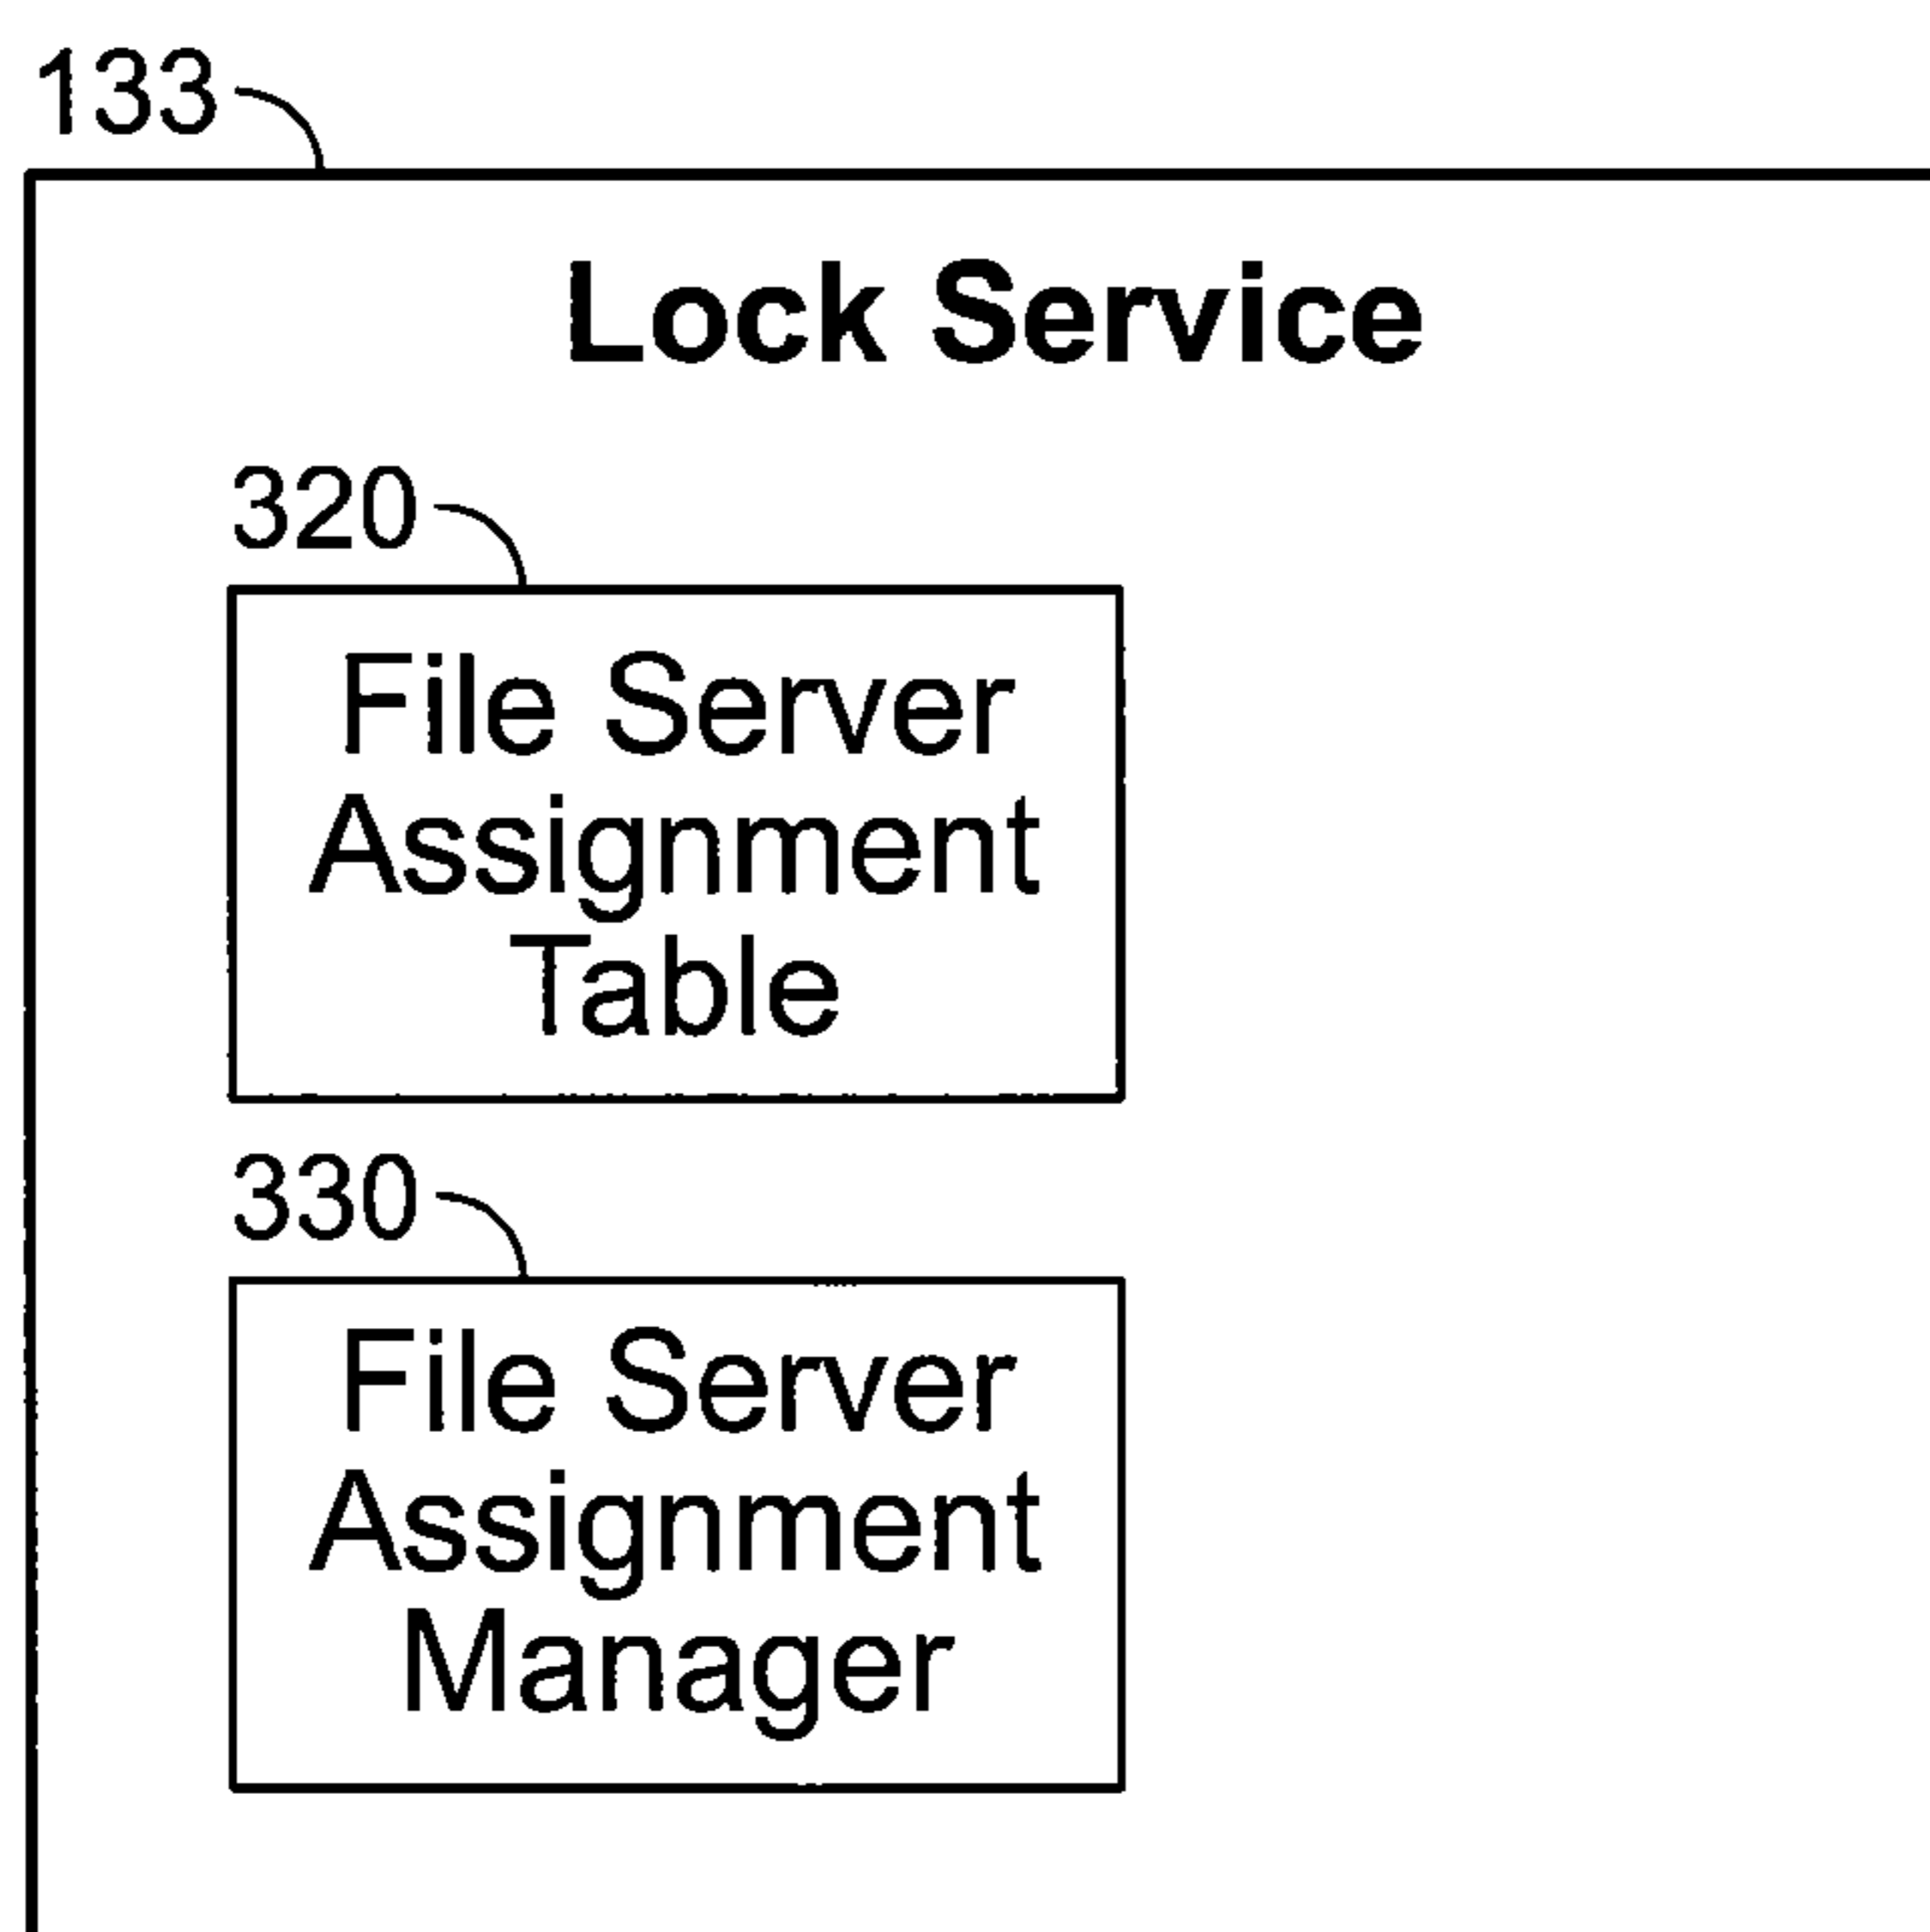 133
Lock Service
320
File Server
Assignment
Table
330
File Server
Assignment
Manager